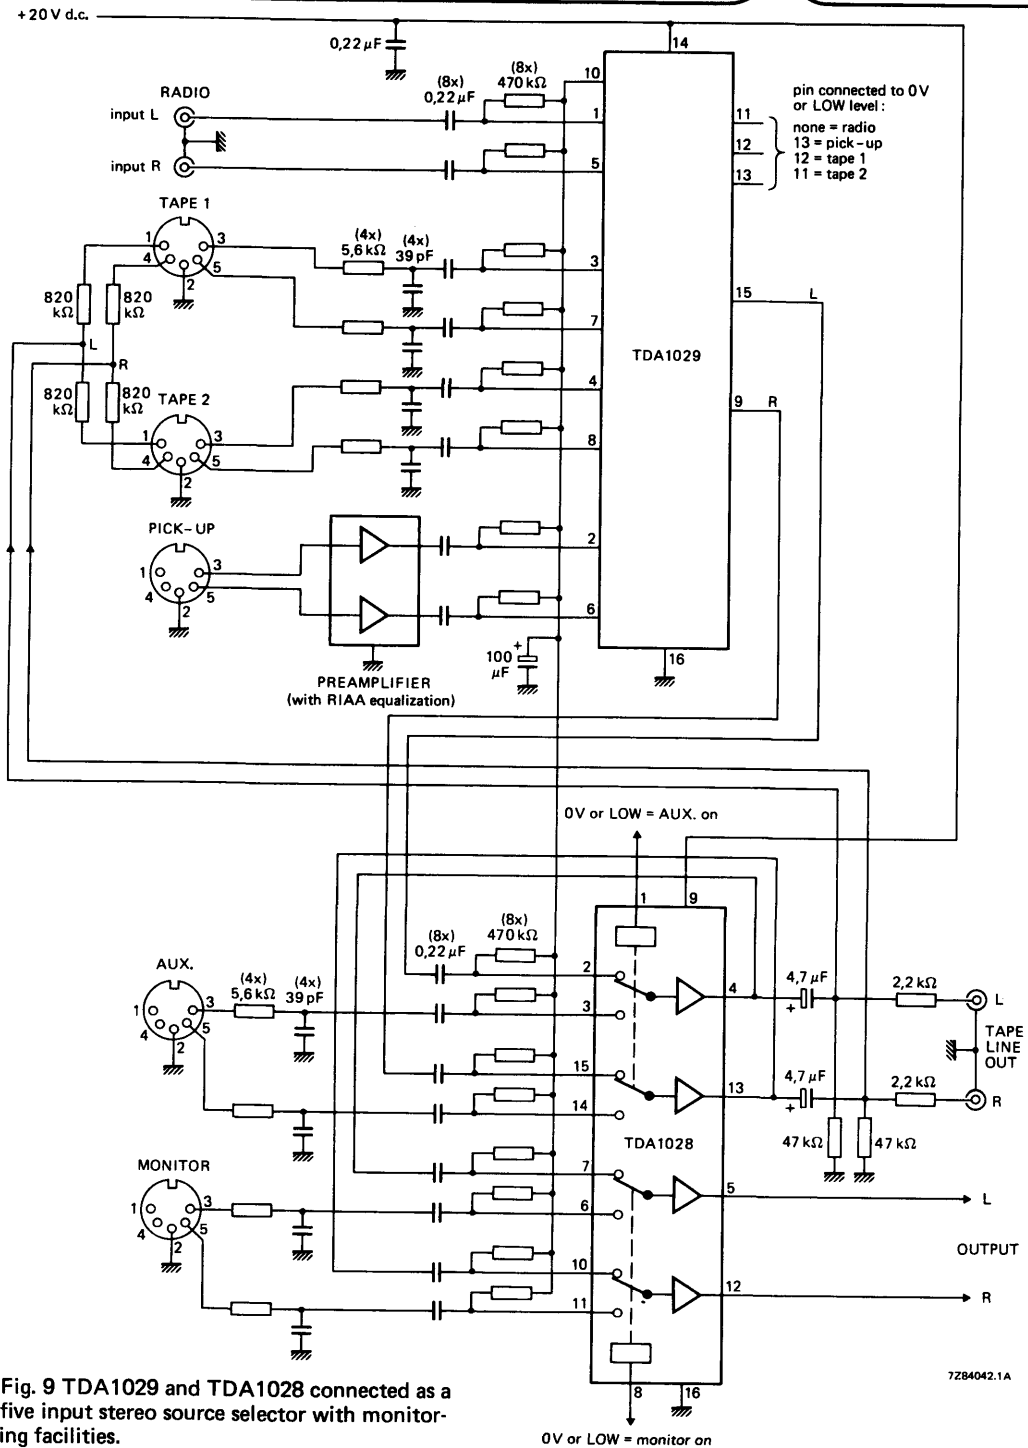 +20 V d.c.
0,22 µF
14
(8x)
0,22 µF
(8x)
470 kΩ
10
RADIO
input L
1
input R
5
11
12
13
pin connected to 0V
or LOW level:
none = radio
13 = pick-up
12 = tape 1
11 = tape 2
TAPE 1
1
3
4
5
2
(4x)
5,6 kΩ
(4x)
39 pF
3
7
820
kΩ
820
kΩ
L
R
820
kΩ
820
kΩ
TAPE 2
1
3
4
5
2
4
8
TDA1029
15
L
9
R
PICK-UP
1
3
4
5
2
2
6
100
µF
+
16
PREAMPLIFIER
(with RIAA equalization)
0V or LOW = AUX. on
1
9
(8x)
0,22 µF
(8x)
470 kΩ
AUX.
1
3
4
5
2
(4x)
5,6 kΩ
(4x)
39 pF
2
3
15
14
4
4,7 µF
+
2,2 kΩ
L
TAPE
LINE
OUT
13
4,7 µF
+
2,2 kΩ
R
47 kΩ
47 kΩ
TDA1028
MONITOR
1
3
4
5
2
7
6
10
11
5
L
OUTPUT
12
R
8
16
0V or LOW = monitor on
7Z84042.1A
Fig. 9 TDA1029 and TDA1028 connected as a
five input stereo source selector with monitor-
ing facilities.